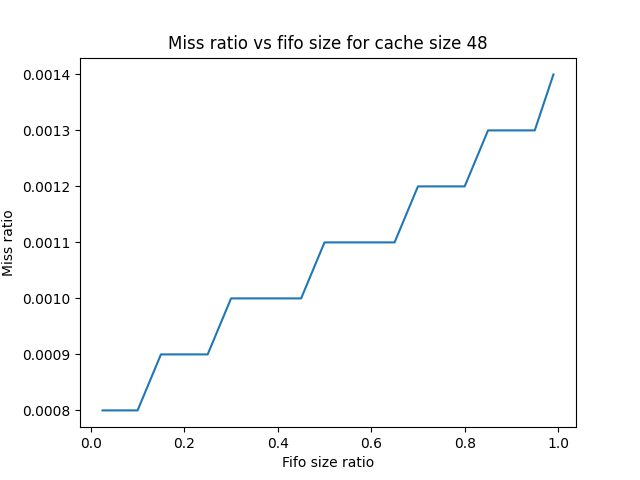 Miss ratio vs fifo size for cache size 48
0.0014
0.0013
0.0012
0.0011
0.0010
0.0009
0.0008
Miss ratio
0.0 0.2 0.4 0.6 0.8 1.0
Fifo size ratio